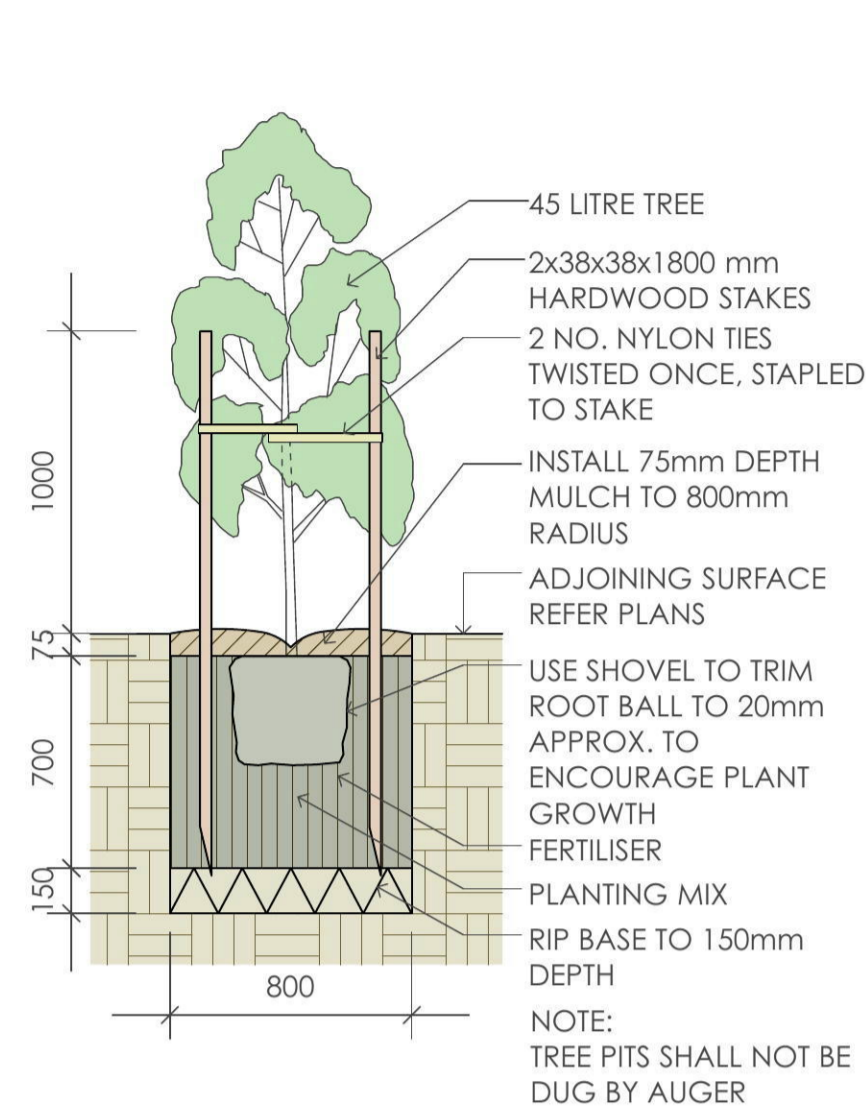 45 LITRE TREE
2x38x38x1800 mm
HARDWOOD STAKES
2 NO. NYLON TIES
TWISTED ONCE, STAPLED
TO STAKE
INSTALL 75mm DEPTH
MULCH TO 800mm
RADIUS
ADJOINING SURFACE
REFER PLANS
USE SHOVEL TO TRIM
ROOT BALL TO 20mm
APPROX. TO
ENCOURAGE PLANT
GROWTH
FERTILISER
PLANTING MIX
RIP BASE TO 150mm
DEPTH
NOTE:
TREE PITS SHALL NOT BE
DUG BY AUGER
1000
75
700
150
800